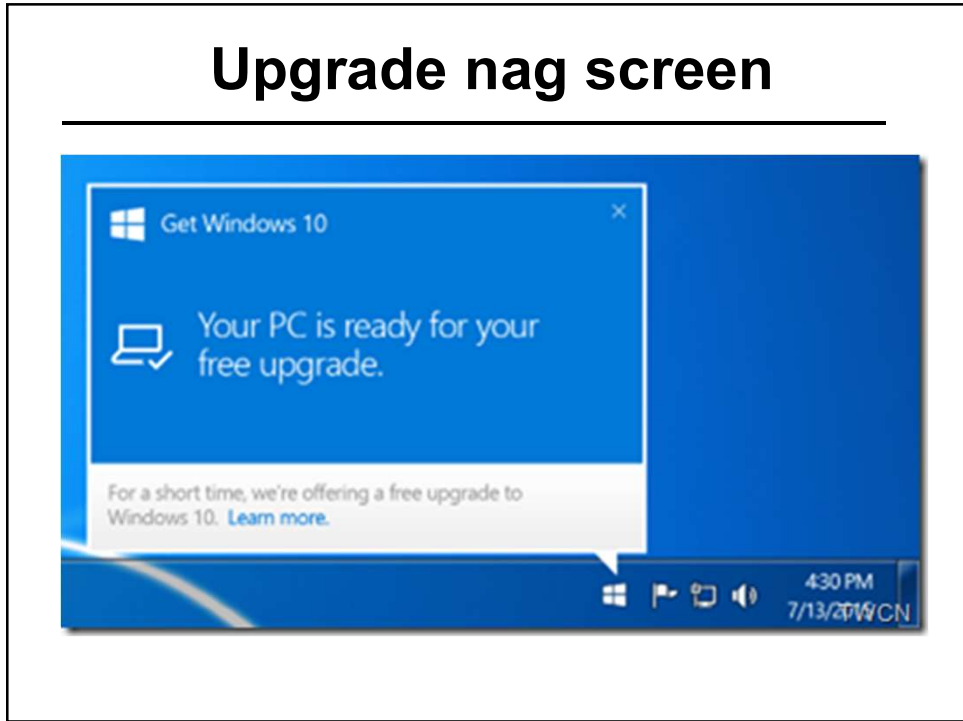 Upgrade nag screen
Get Windows 10
Your PC is ready for your
free upgrade.
For a short time, we're offering a free upgrade to
Windows 10. Learn more.
4:30 PM
TWCN